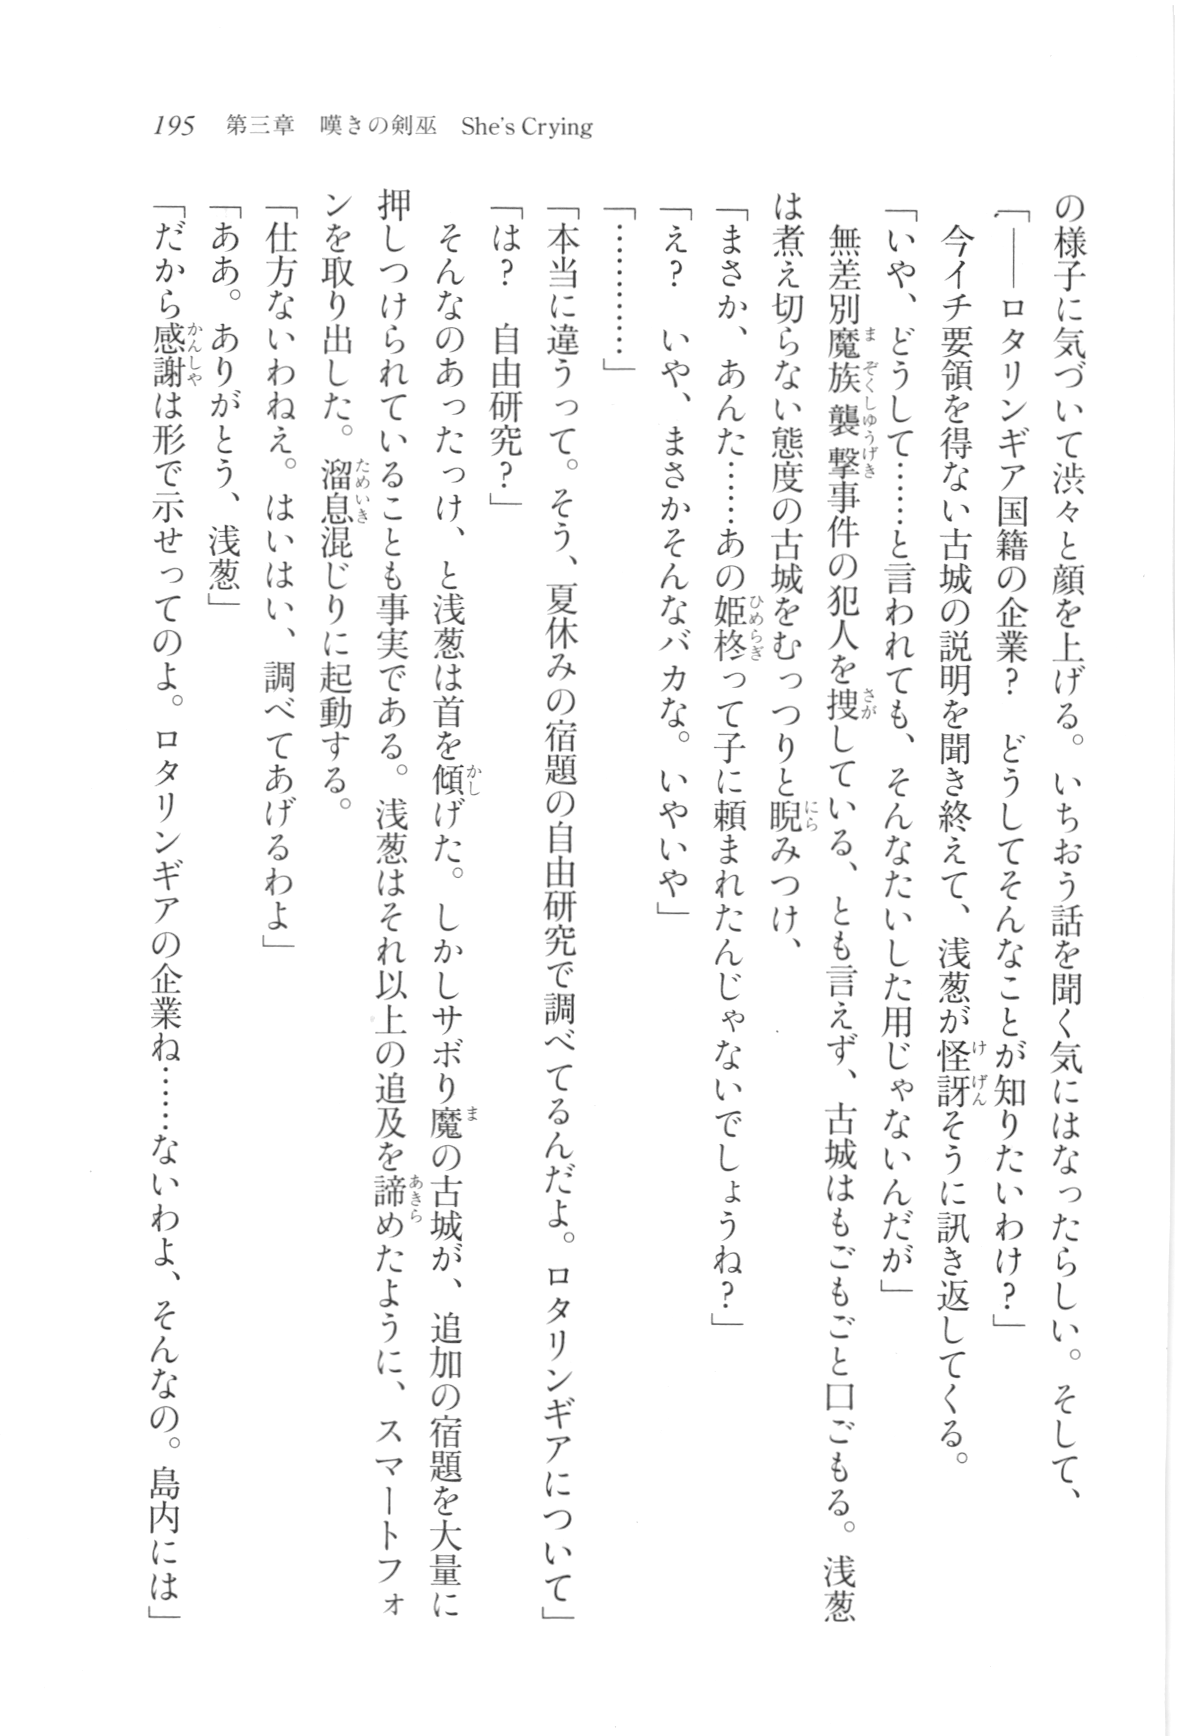 195　第三章　嘆きの剣巫　She's Crying
の様子に気づいて渋々と顔を上げる。いちおう話を聞く気にはなったらしい。そして、
「――ロタリンギア国籍の企業？　どうしてそんなことが知りたいわけ？」
今イチ要領を得ない古城の説明を聞き終えて、浅葱が怪訝そうに訊き返してくる。
「いや、どうして……と言われても、そんなたいした用じゃないんだが」
無差別魔族襲撃事件の犯人を捜している、とも言えず、古城はもごもごと口ごもる。浅葱
は煮え切らない態度の古城をむっつりと睨みつけ、
「まさか、あんた……あの姫柊って子に頼まれたんじゃないでしょうね？」
「え？　いや、まさかそんなバカな。いやいや」
「…………」
「本当に違うって。そう、夏休みの宿題の自由研究で調べてるんだよ。ロタリンギアについて」
「は？　自由研究？」
そんなのあったっけ、と浅葱は首を傾げた。しかしサボり魔の古城が、追加の宿題を大量に
押しつけられていることも事実である。浅葱はそれ以上の追及を諦めたように、スマートフォ
ンを取り出した。溜息混じりに起動する。
「仕方ないわねえ。はいはい、調べてあげるわよ」
「ああ。ありがとう、浅葱」
「だから感謝は形で示せってのよ。ロタリンギアの企業ね……ないわよ、そんなの。島内には」